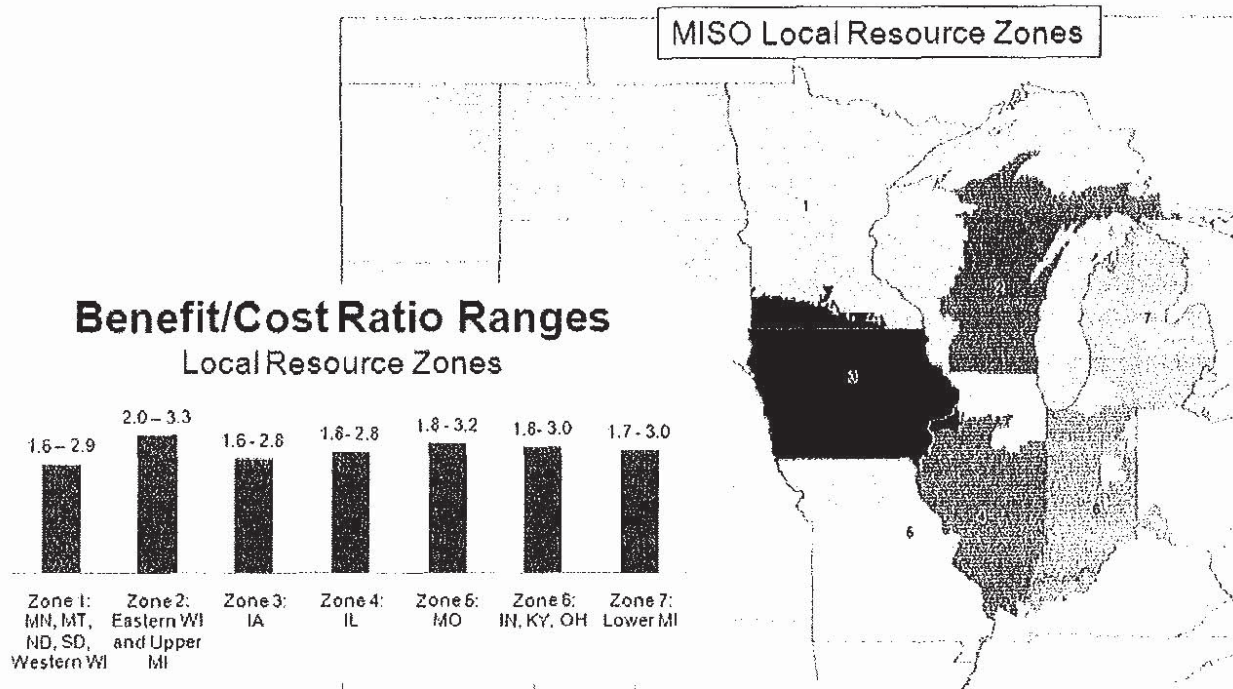 MISO Local Resource Zones
1
2
7
3
4
6
Benefit/Cost Ratio Ranges
Local Resource Zones
1.6 – 2.9
2.0 – 3.3
1.6 - 2.8
1.8 - 2.8
1.8 - 3.2
1.8 - 3.0
1.7 - 3.0
Zone 1:
MN, MT,
ND, SD,
Western WI
Zone 2:
Eastern WI
and Upper
MI
Zone 3:
IA
Zone 4:
IL
Zone 5:
MO
Zone 6:
IN, KY, OH
Zone 7:
Lower MI